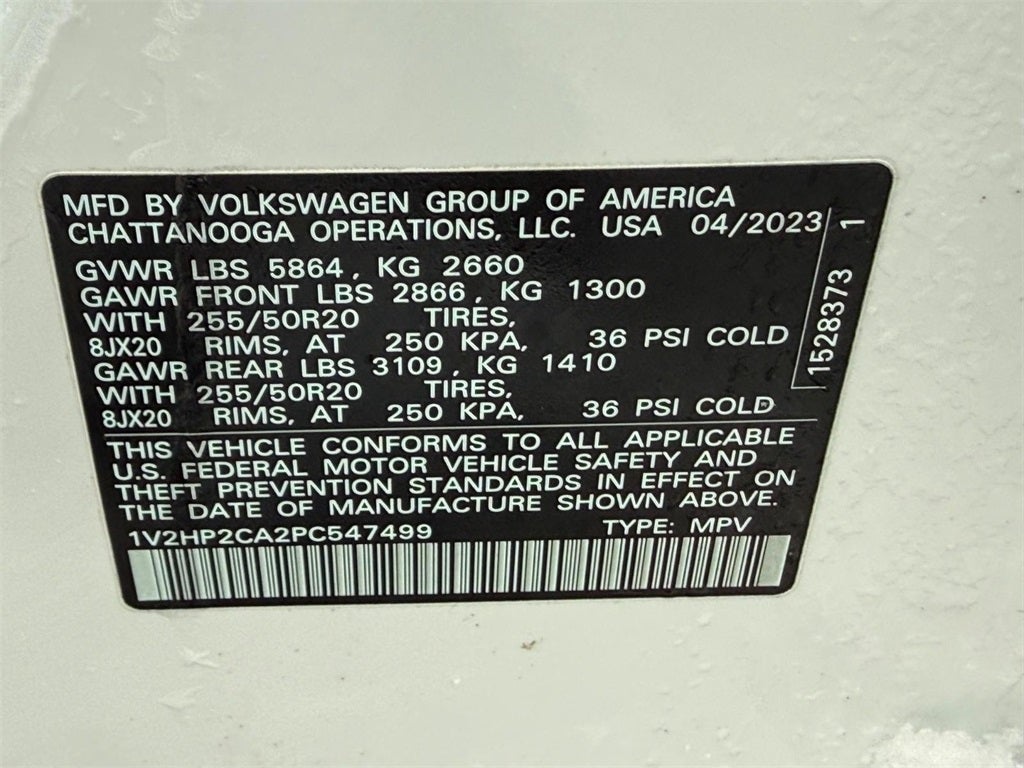 MFD BY VOLKSWAGEN GROUP OF AMERICA
CHATTANOOGA OPERATIONS, LLC. USA 04/2023
GVWR LBS 5864, KG 2660
GAWR FRONT LBS 2866, KG 1300
WITH 255/50R20 TIRES,
8JX20 RIMS, AT 250 KPA, 36 PSI COLD
GAWR REAR LBS 3109, KG 1410
WITH 255/50R20 TIRES,
8JX20 RIMS, AT 250 KPA, 36 PSI COLD
1528373 1
THIS VEHICLE CONFORMS TO ALL APPLICABLE
U.S. FEDERAL MOTOR VEHICLE SAFETY AND
THEFT PREVENTION STANDARDS IN EFFECT ON
THE DATE OF MANUFACTURE SHOWN ABOVE.
1V2HP2CA2PC547499 TYPE: MPV